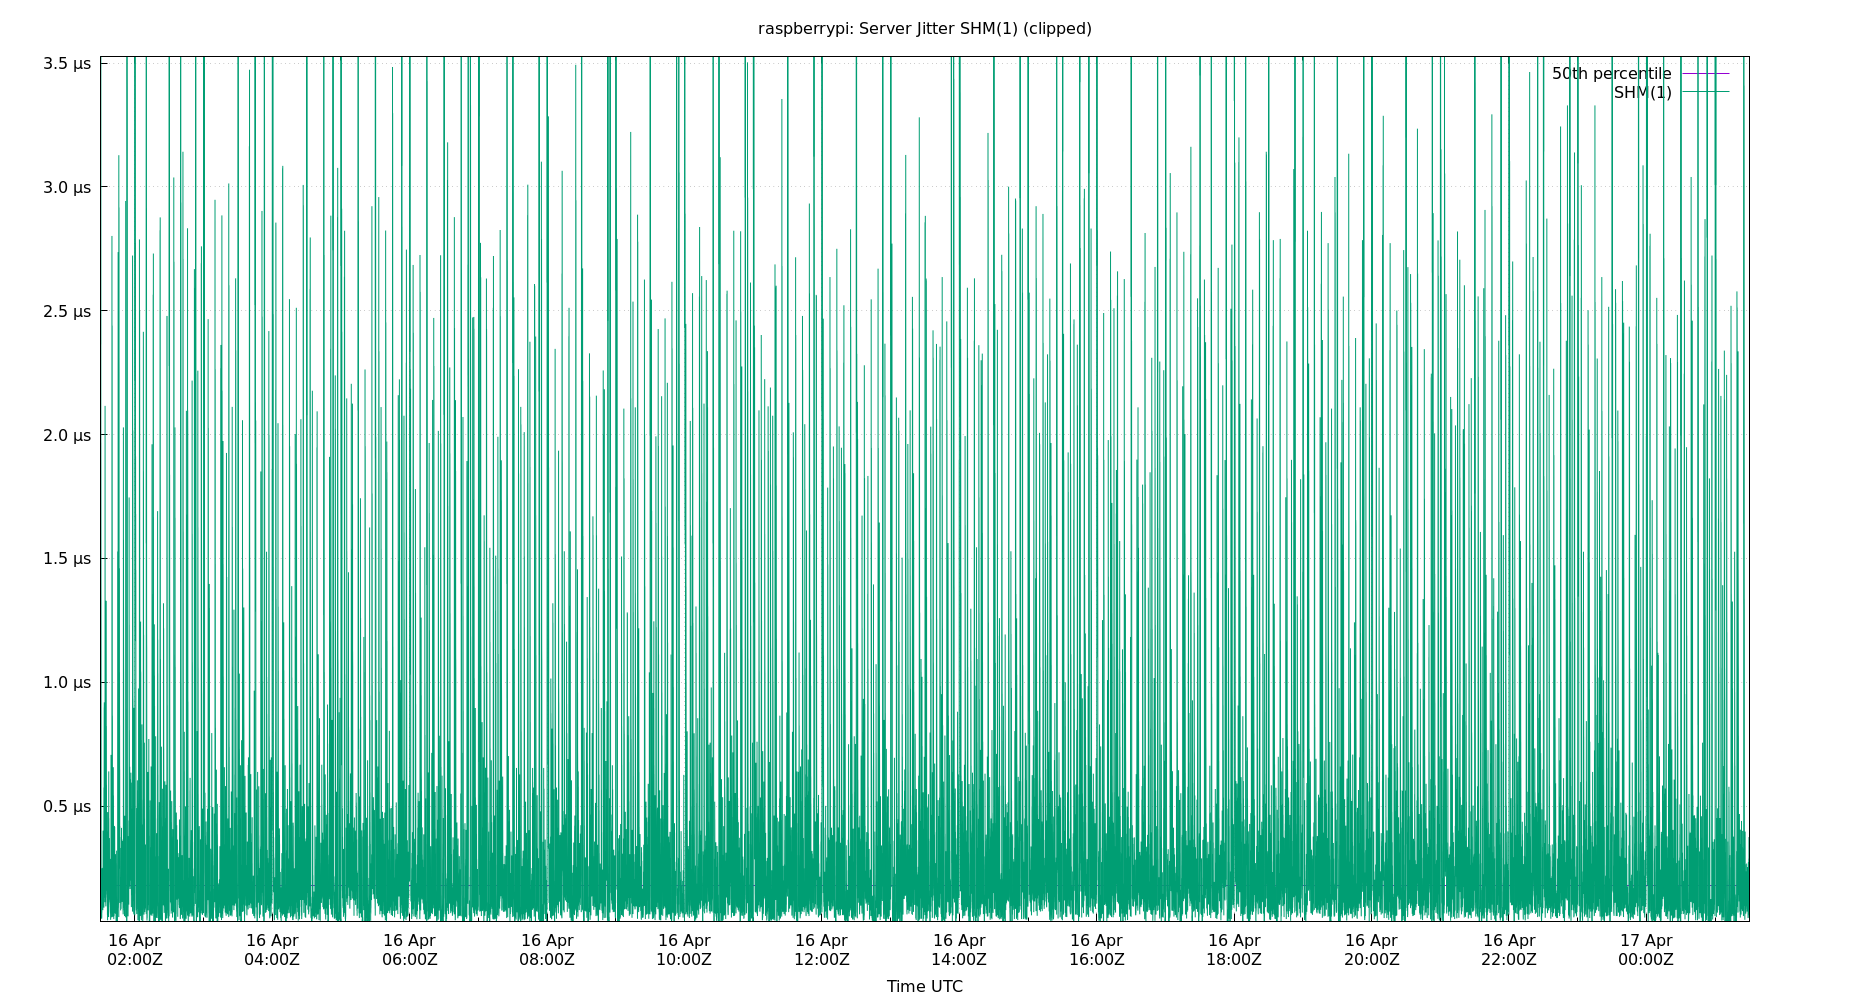 raspberrypi: Server Jitter SHM(1) (clipped)
3.5 µs
3.0 µs
2.5 µs
2.0 µs
1.5 µs
1.0 µs
0.5 µs
50th percentile
SHM(1)
16 Apr 16 Apr 16 Apr 16 Apr 16 Apr 16 Apr 16 Apr 16 Apr 16 Apr 16 Apr 16 Apr 17 Apr
02:00Z 04:00Z 06:00Z 08:00Z 10:00Z 12:00Z 14:00Z 16:00Z 18:00Z 20:00Z 22:00Z 00:00Z
Time UTC